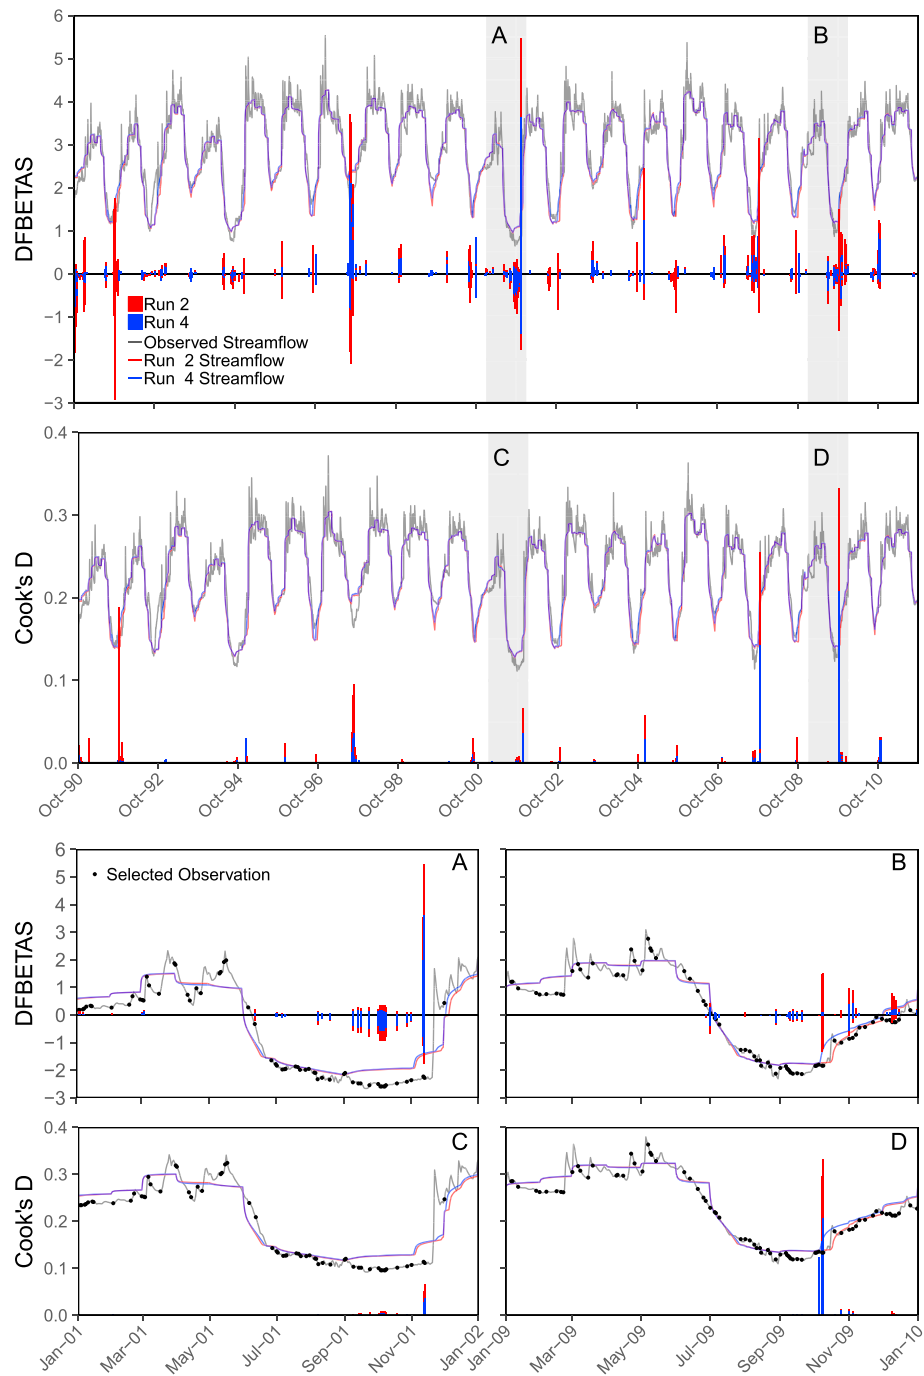 6
5
4
3
2
1
0
−1
−2
−3
DFBETAS
A
B
Run 2
Run 4
Observed Streamflow
Run 2 Streamflow
Run 4 Streamflow
0.4
0.3
0.2
0.1
0.0
Cook's D
C
D
Oct−90
Oct−92
Oct−94
Oct−96
Oct−98
Oct−00
Oct−02
Oct−04
Oct−06
Oct−08
Oct−10
6
5
4
3
2
1
0
−1
−2
−3
DFBETAS
Selected Observation
A
B
0.4
0.3
0.2
0.1
0.0
Cook's D
C
D
Jan−01
Mar−01
May−01
Jul−01
Sep−01
Nov−01
Jan−02
Jan−09
Mar−09
May−09
Jul−09
Sep−09
Nov−09
Jan−10